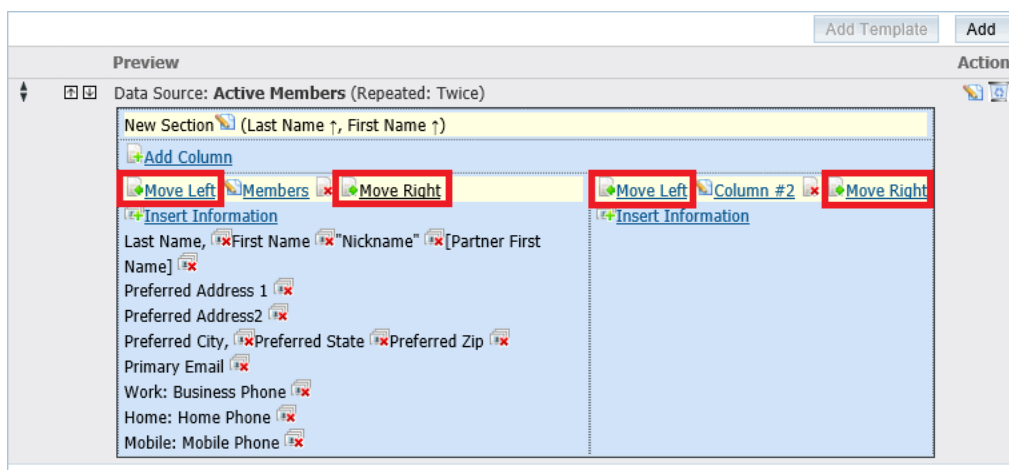 Add Template Add
Preview Action
Data Source: Active Members (Repeated: Twice)
New Section (Last Name ↑, First Name ↑)
Add Column
Move Left Members Move Right Move Left Column #2 Move Right
Insert Information Insert Information
Last Name, First Name "Nickname" [Partner First
Name]
Preferred Address 1
Preferred Address2
Preferred City, Preferred State Preferred Zip
Primary Email
Work: Business Phone
Home: Home Phone
Mobile: Mobile Phone